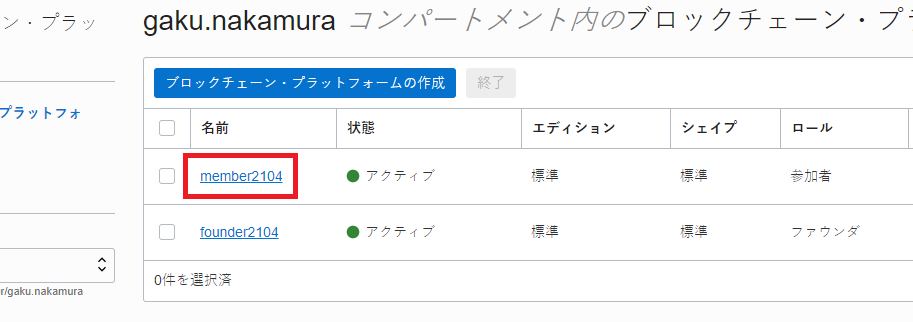 ン・プラッ
gaku.nakamura コンパートメント内のブロックチェーン・プ
プラットフォ
ブロックチェーン・プラットフォームの作成 終了
名前 状態 エディション シェイプ ロール
member2104 アクティブ 標準 標準 参加者
founder2104 アクティブ 標準 標準 ファウンダ
0件を選択済
r/gaku.nakamura